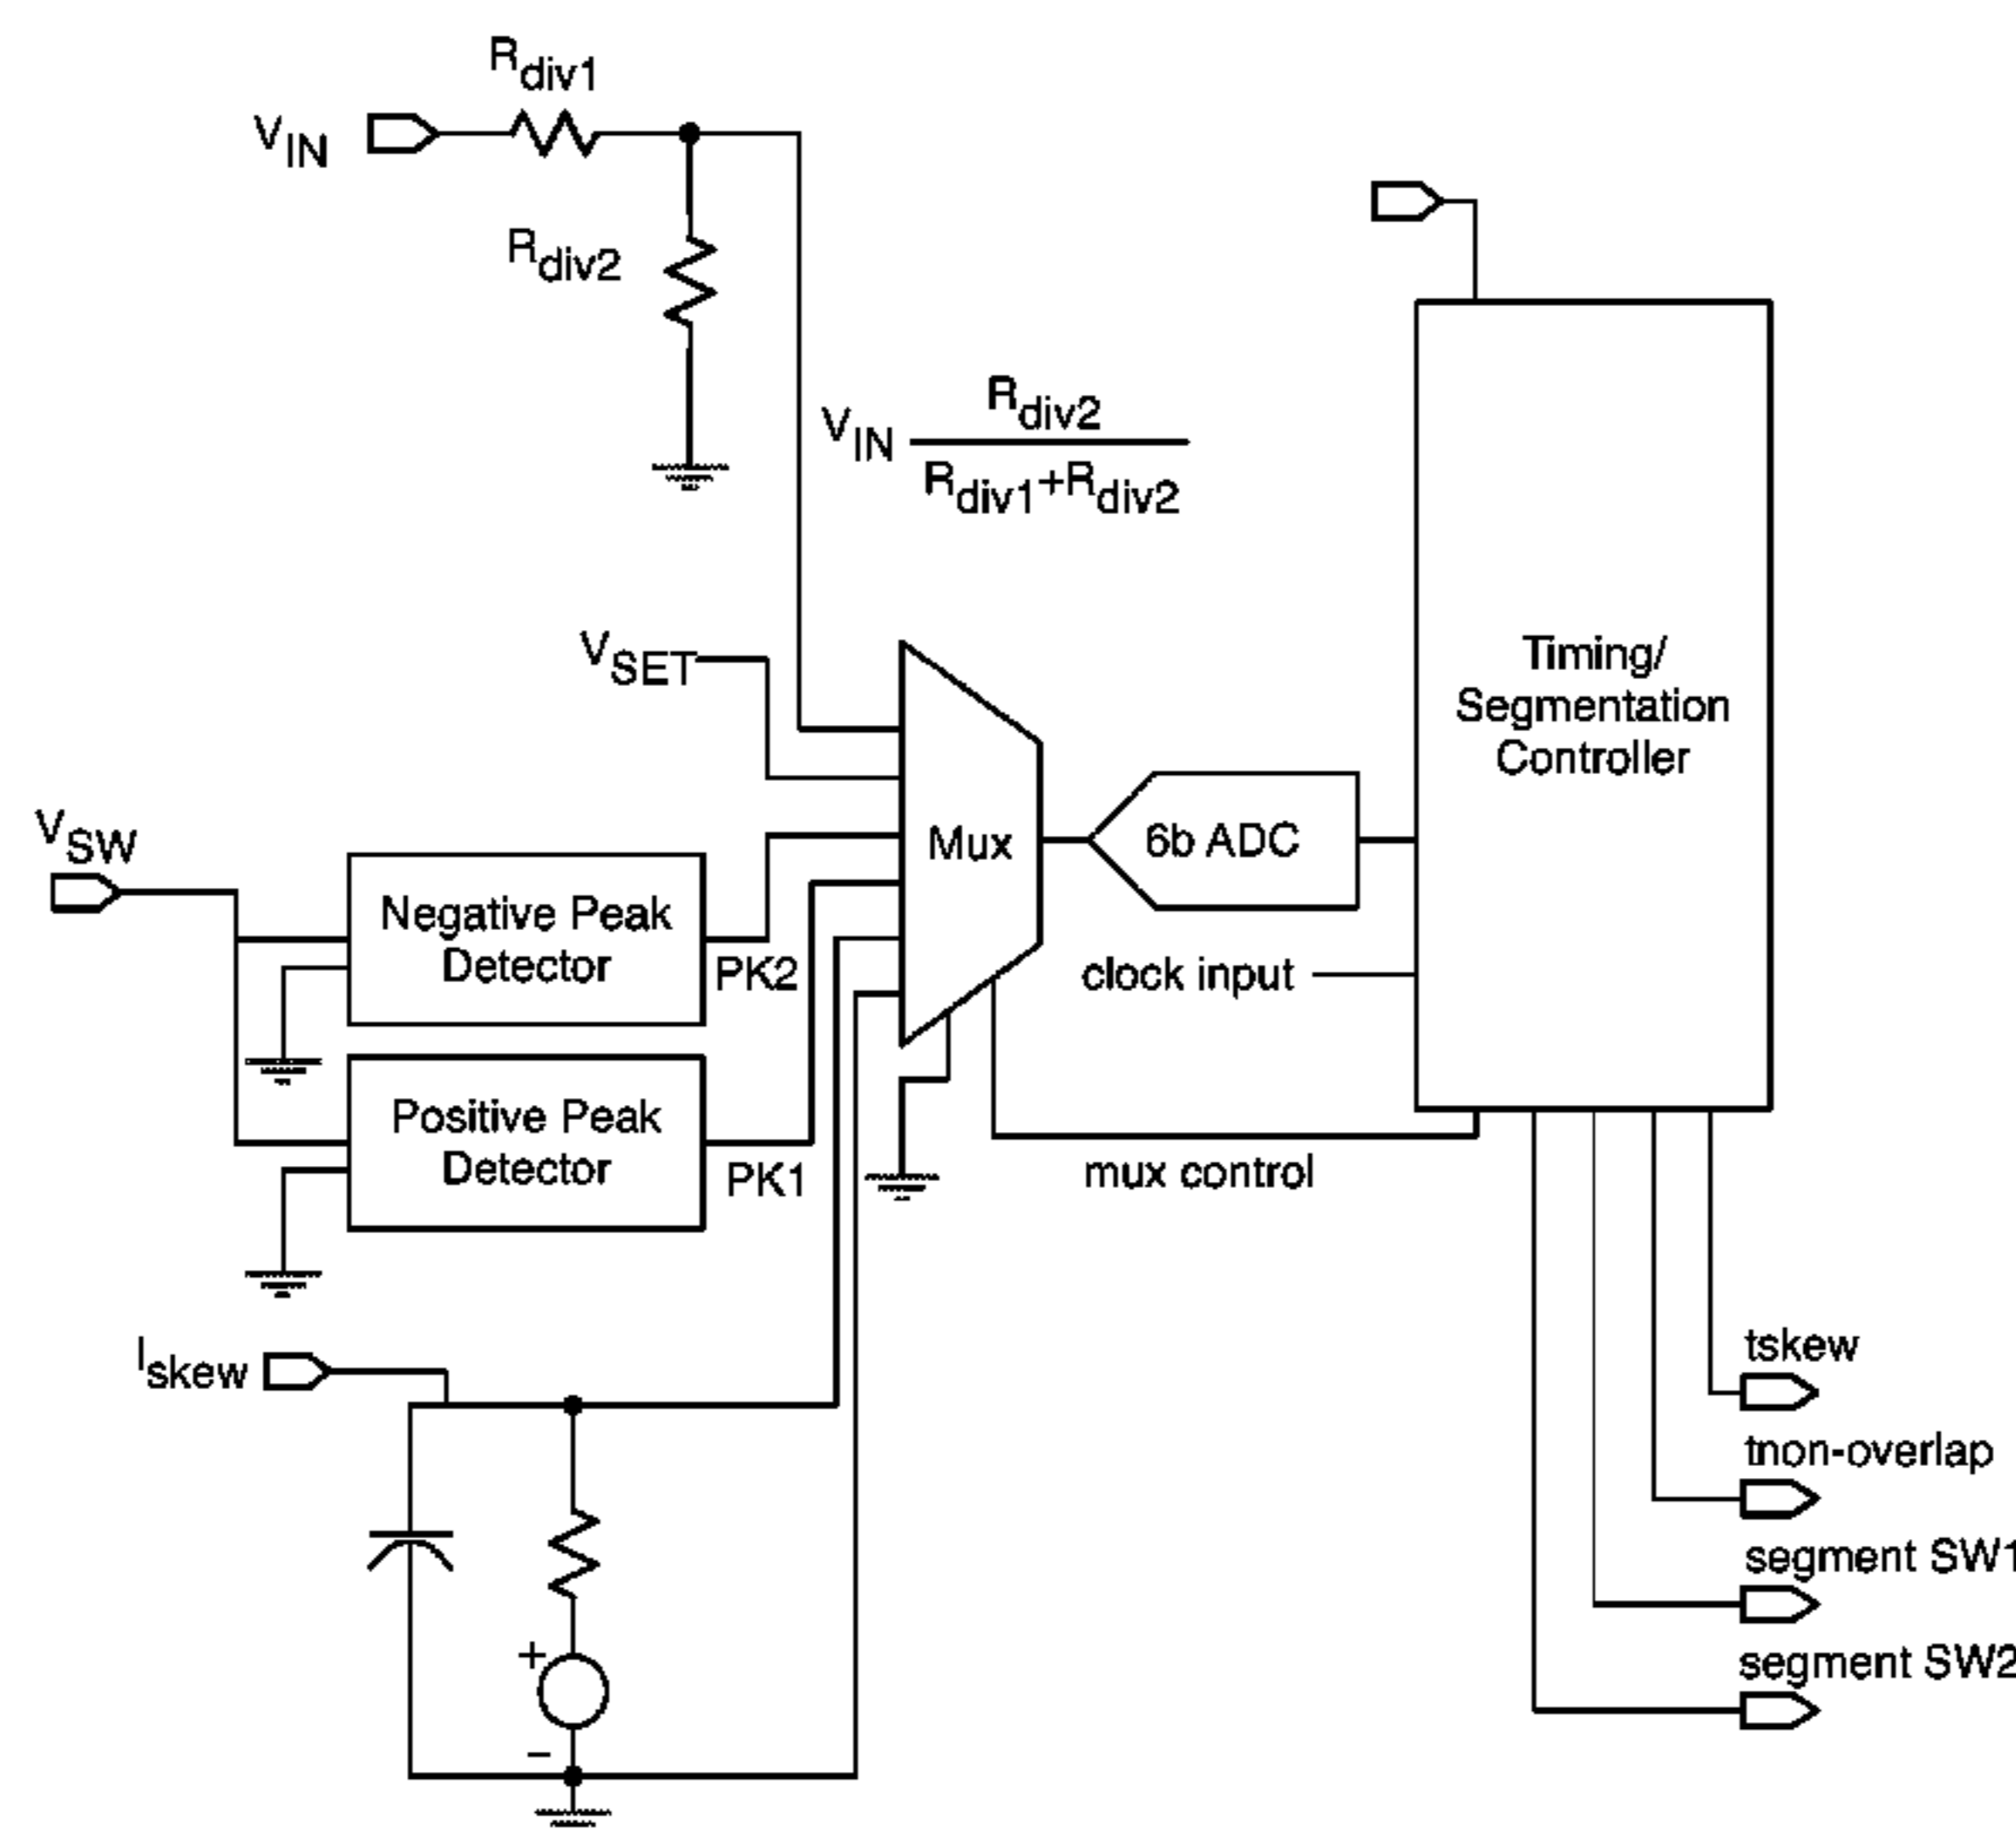 Rdiv1
VIN
Rdiv2
VIN Rdiv2
Rdiv1+Rdiv2
VSET
Timing/
Segmentation
Controller
VSW
Mux
6b ADC
Negative Peak
Detector
PK2
clock input
Positive Peak
Detector
PK1
mux control
Iskew
tskew
tnon-overlap
segment SW1
+
segment SW2
−